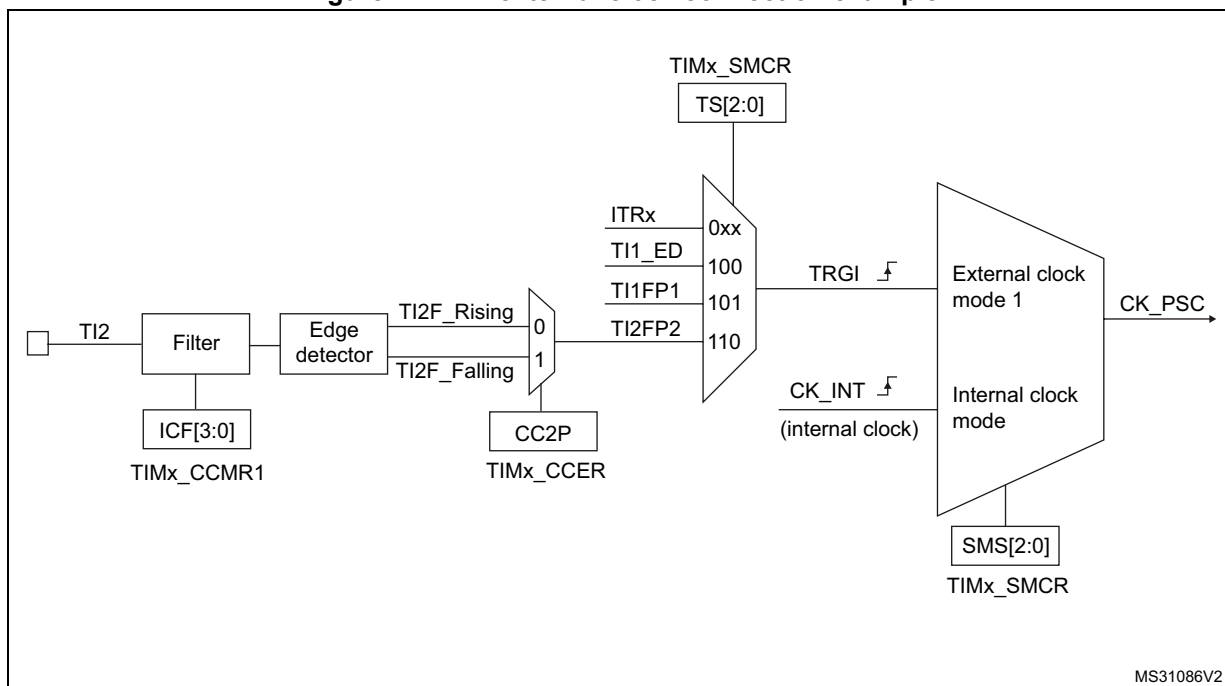 TIMx_SMCR
TS[2:0]
ITRx
0xx
TI1_ED
100
TI1FP1
101
TI2FP2
110
TRGI
External clock
mode 1
CK_PSC
TI2
Filter
Edge
detector
TI2F_Rising
0
TI2F_Falling
1
ICF[3:0]
TIMx_CCMR1
CC2P
TIMx_CCER
CK_INT
(internal clock)
Internal clock
mode
SMS[2:0]
TIMx_SMCR
MS31086V2